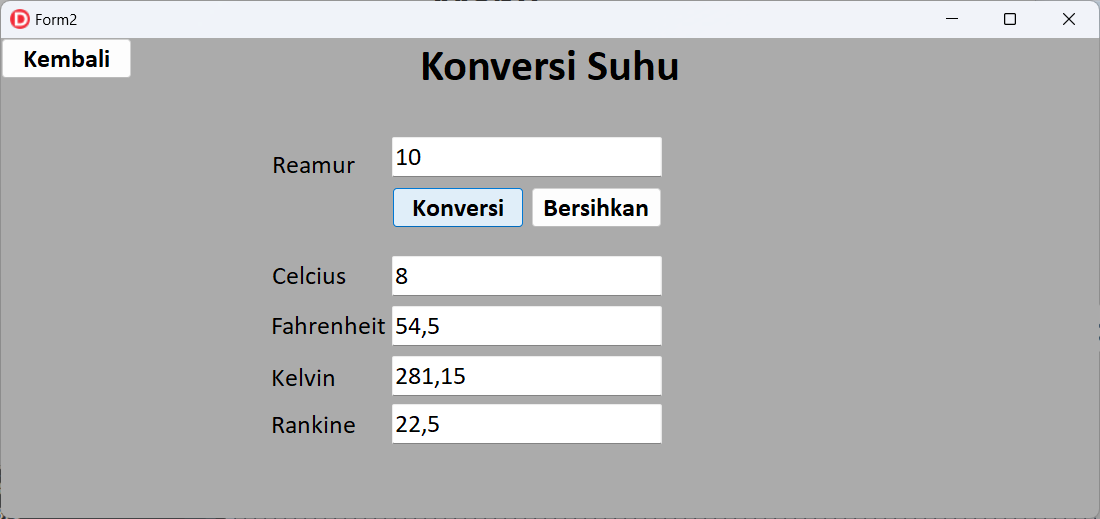 Form2
Kembali
Konversi Suhu
Reamur 10
Konversi Bersihkan
Celcius 8
Fahrenheit 54,5
Kelvin 281,15
Rankine 22,5